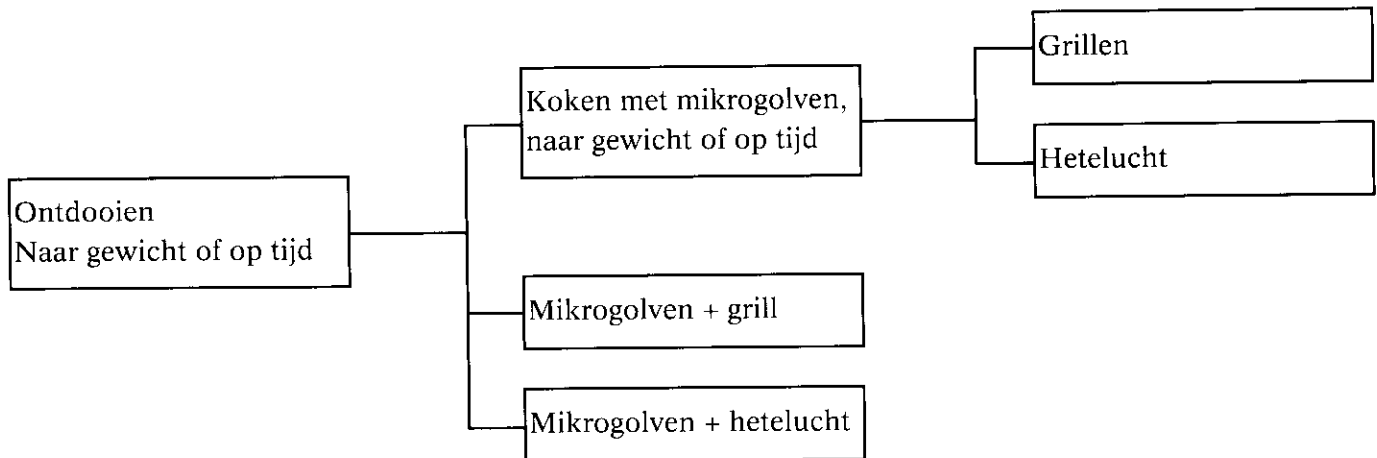 Ontdooien
Naar gewicht of op tijd
Koken met mikrogolven,
naar gewicht of op tijd
Mikrogolven + grill
Mikrogolven + hetelucht
Grillen
Hetelucht